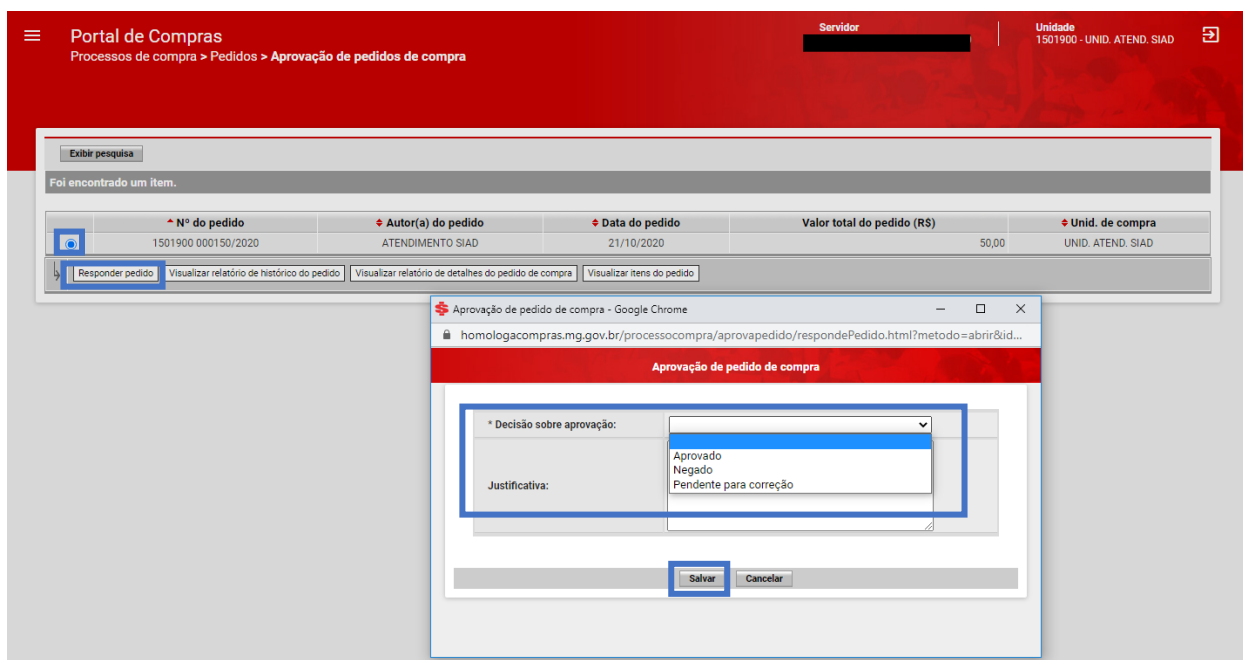 Portal de Compras
Processos de compra > Pedidos > Aprovação de pedidos de compra
Servidor
Unidade
1501900 - UNID. ATEND. SIAD
Exibir pesquisa
Foi encontrado um item.
Nº do pedido Autor(a) do pedido Data do pedido Valor total do pedido (R$) Unid. de compra
1501900 000150/2020 ATENDIMENTO SIAD 21/10/2020 50,00 UNID. ATEND. SIAD
Responder pedido Visualizar relatório de histórico do pedido Visualizar relatório de detalhes do pedido de compra Visualizar itens do pedido
Aprovação de pedido de compra - Google Chrome
homologacompras.mg.gov.br/processocompra/aprovapedido/respondePedido.html?metodo=abrir&id...
Aprovação de pedido de compra
* Decisão sobre aprovação:
Aprovado
Negado
Pendente para correção
Justificativa:
Salvar Cancelar